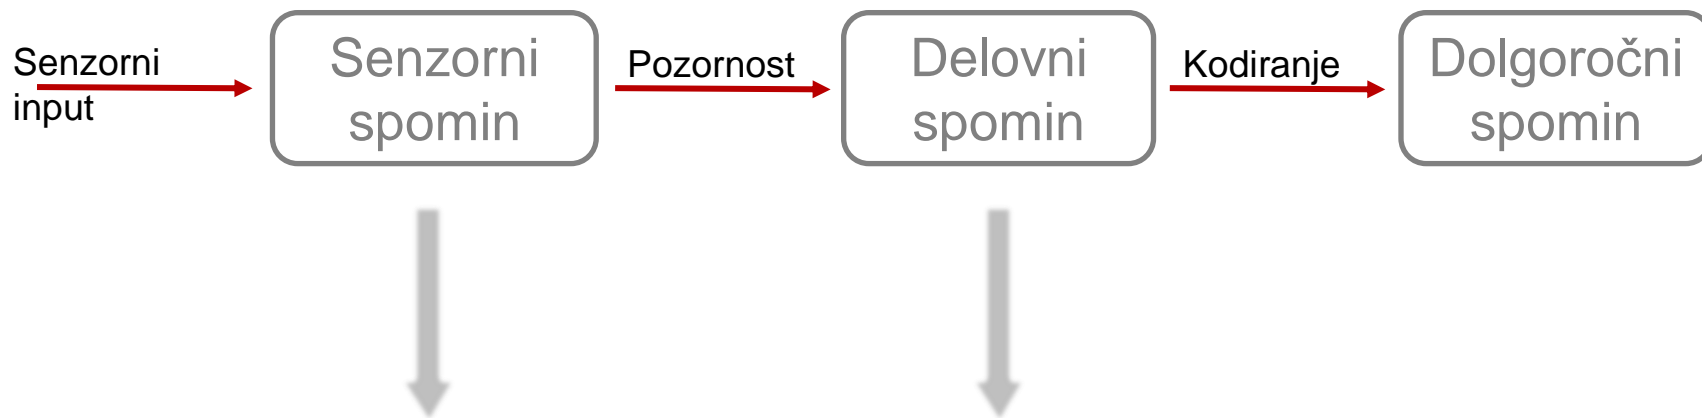 Senzorni
input
Senzorni
spomin
Pozornost
Delovni
spomin
Kodiranje
Dolgoročni
spomin